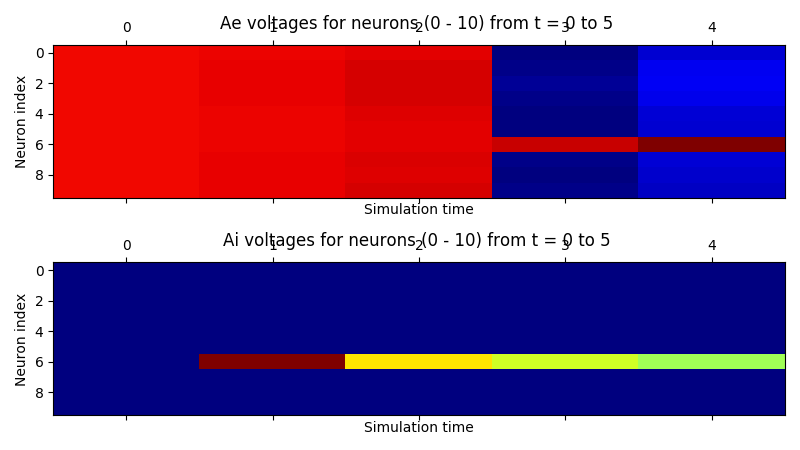 Ae voltages for neurons (0 - 10) from t = 0 to 5
0 1 2 3 4
0
2
4
6
8
Neuron index
Simulation time
Ai voltages for neurons (0 - 10) from t = 0 to 5
0 1 2 3 4
0
2
4
6
8
Neuron index
Simulation time